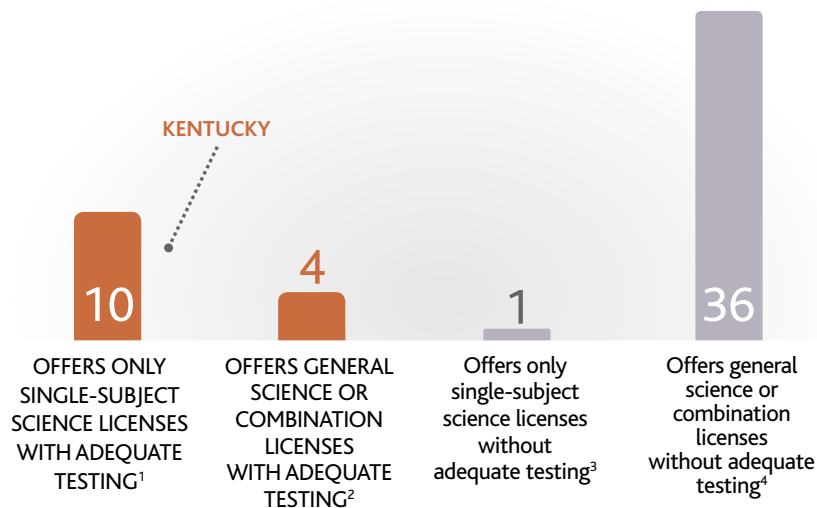 KENTUCKY
10
4
1
36
OFFERS ONLY
SINGLE-SUBJECT
SCIENCE LICENSES
WITH ADEQUATE
TESTING¹
OFFERS GENERAL
SCIENCE OR
COMBINATION
LICENSES
WITH ADEQUATE
TESTING²
Offers only
single-subject
science licenses
without
adequate testing³
Offers general
science or
combination
licenses
without adequate
testing⁴